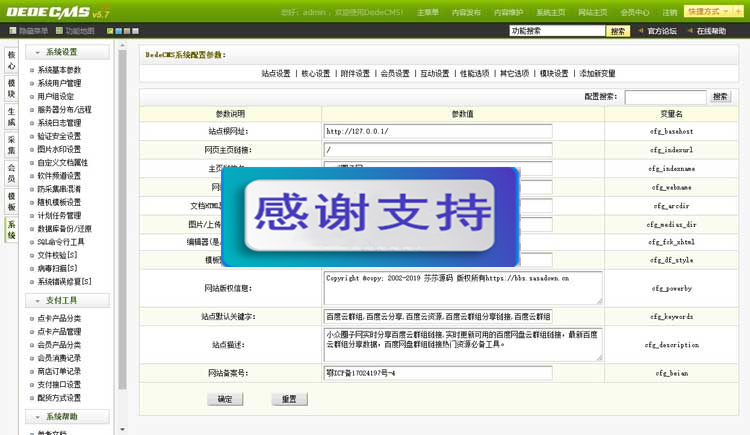 DEDECMS v5.7
您好：admin ，欢迎使用DedeCMS! 主菜单 内容发布 内容维护 系统主页 网站主页 会员中心 注销 快捷方式
隐藏菜单 功能地图 功能搜索 搜索 官方论坛 在线帮助
核心
模块
生成
采集
会员
模板
系统
系统设置
系统基本参数
系统用户管理
用户组设定
服务器分布/远程
系统日志管理
验证安全设置
图片水印设置
自定义文档属性
软件频道设置
防采集串混淆
随机模板设置
计划任务管理
数据库备份/还原
SQL命令行工具
文件校验[S]
病毒扫描[S]
系统错误修复[S]
支付工具
点卡产品分类
点卡产品管理
会员产品分类
会员消费记录
商店订单记录
支付接口设置
配货方式设置
系统帮助
参考文档
DedeCMS系统配置参数：
站点设置 | 核心设置 | 附件设置 | 会员设置 | 互动设置 | 性能选项 | 其它选项 | 模块设置 | 添加新变量
配置搜索： 搜索
参数说明 参数值 变量名
站点根网址： http://127.0.0.1/ cfg_basehost
网页主页链接： / cfg_indexurl
cfg_indexname
cfg_webname
文档HTML cfg_arcdir
图片/上传 cfg_medias_dir
cfg_fck_xhtml
模板 cfg_df_style
感谢支持
网站版权信息： Copyright &copy; 2002-2019 莎莎源码 版权所有https://bbs.sasadown.cn cfg_powerby
站点默认关键字： 百度云群组,百度云分享,百度云资源,百度云群组分享链接,百度云群组 cfg_keywords
站点描述： 小众圈子网实时分享百度云群组链接,实时更新可用的百度网盘云群组链接，最新百
度云群组分享数据，百度网盘群组链接热门资源必备工具。 cfg_description
网站备案号： 鄂ICP备17024197号-4 cfg_beian
确定 重置